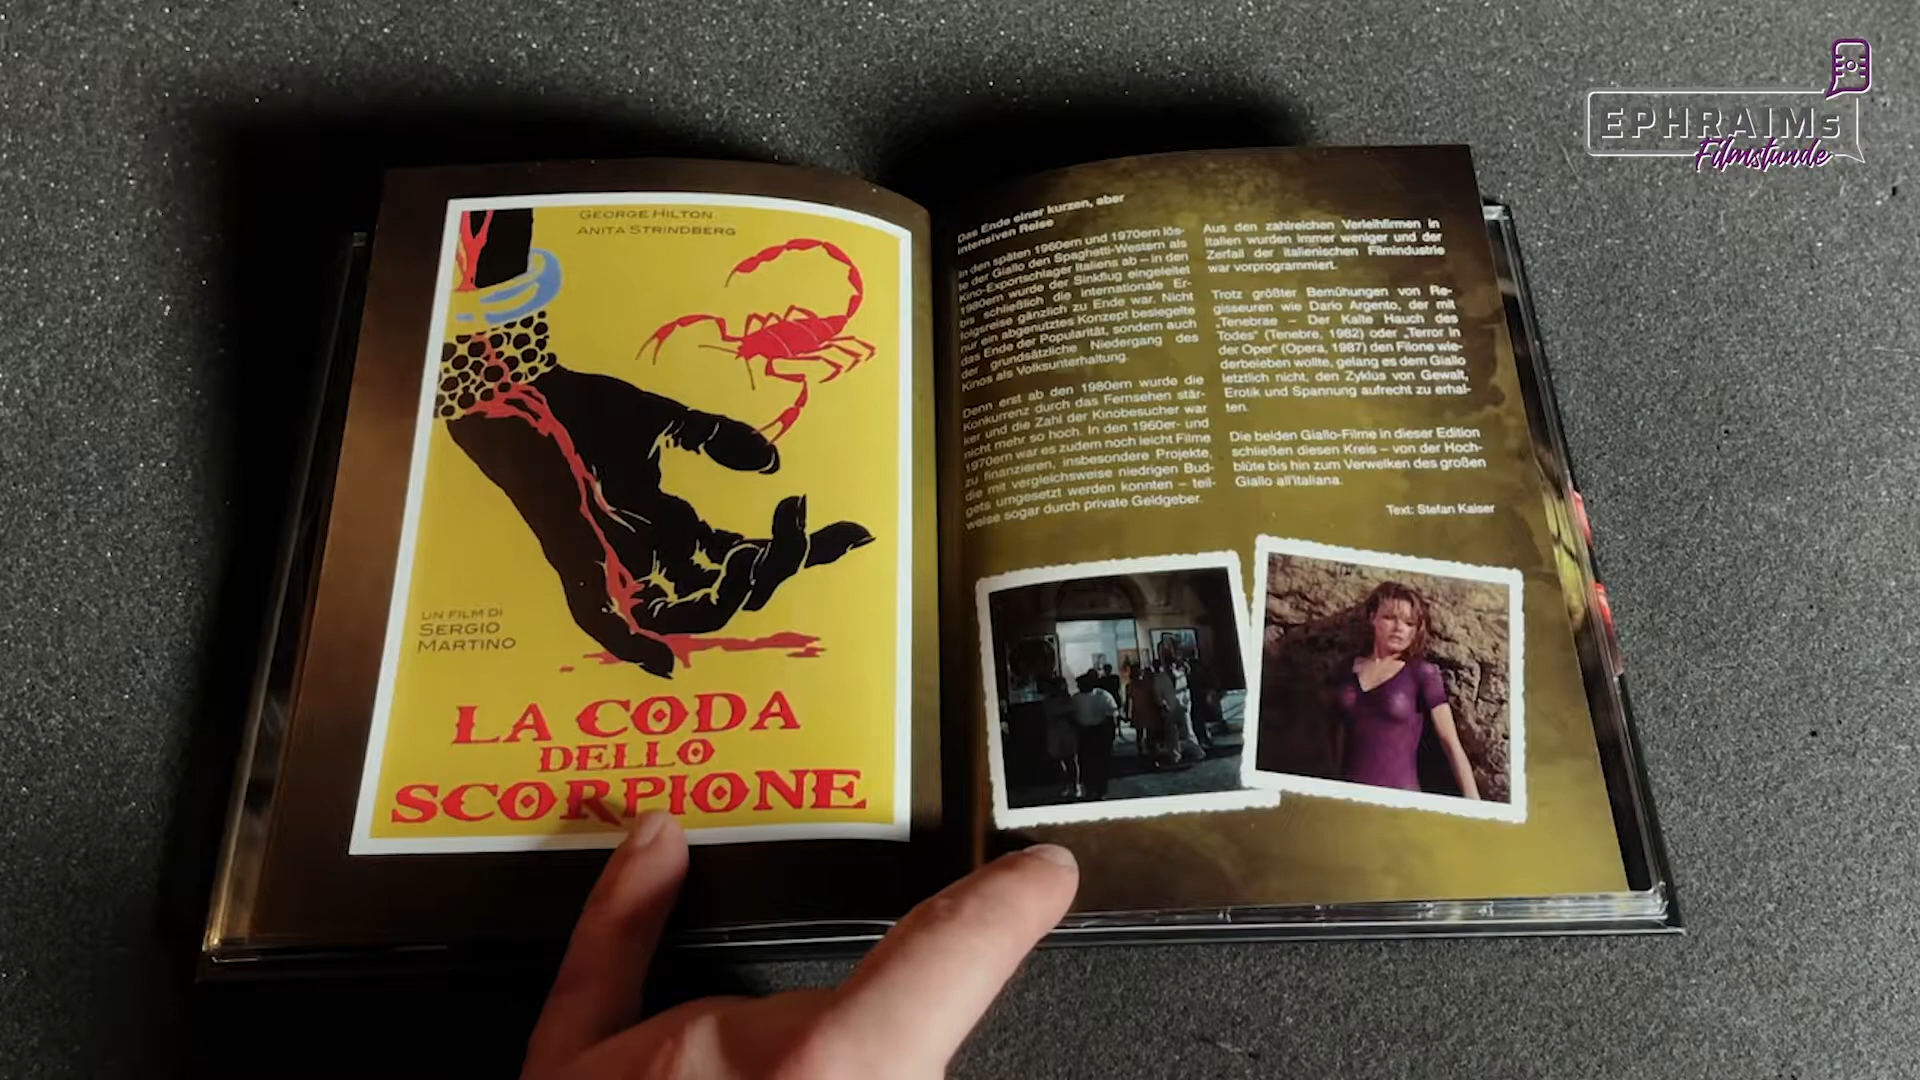 EPHRAIMs
Filmstunde
GEORGE HILTON
ANITA STRINDBERG
UN FILM DI
SERGIO
MARTINO
LA CODA
DELLO
SCORPIONE
Das Ende einer kurzen, aber
intensiven Reise
In den späten 1960ern und 1970ern lös-
te der Giallo den Spaghetti-Western als
Kino-Exportschlager Italiens ab – in den
1980ern wurde der Sinkflug eingeleitet
bis schließlich die internationale Er-
folgsreise gänzlich zu Ende war. Nicht
nur ein abgenutztes Konzept besiegelte
das Ende der Popularität, sondern auch
der grundsätzliche Niedergang des
Kinos als Volksunterhaltung.
Denn erst ab den 1980ern wurde die
Konkurrenz durch das Fernsehen stär-
ker und die Zahl der Kinobesucher war
nicht mehr so hoch. In den 1960er- und
1970ern war es zudem noch leicht Filme
zu finanzieren, insbesondere Projekte,
die mit vergleichsweise niedrigen Bud-
gets umgesetzt werden konnten – teil-
weise sogar durch private Geldgeber.
Aus den zahlreichen Verleihfirmen in
Italien wurden immer weniger und der
Zerfall der italienischen Filmindustrie
war vorprogrammiert.
Trotz größter Bemühungen von Re-
gisseuren wie Dario Argento, der mit
„Tenebrae – Der Kalte Hauch des
Todes“ (Tenebre, 1982) oder „Terror in
der Oper“ (Opera, 1987) den Filone wie-
derbeleben wollte, gelang es dem Giallo
letztlich nicht, den Zyklus von Gewalt,
Erotik und Spannung aufrecht zu erhal-
ten.
Die beiden Giallo-Filme in dieser Edition
schließen diesen Kreis – von der Hoch-
blüte bis hin zum Verwelken des großen
Giallo all'italiana.
Text: Stefan Kaiser